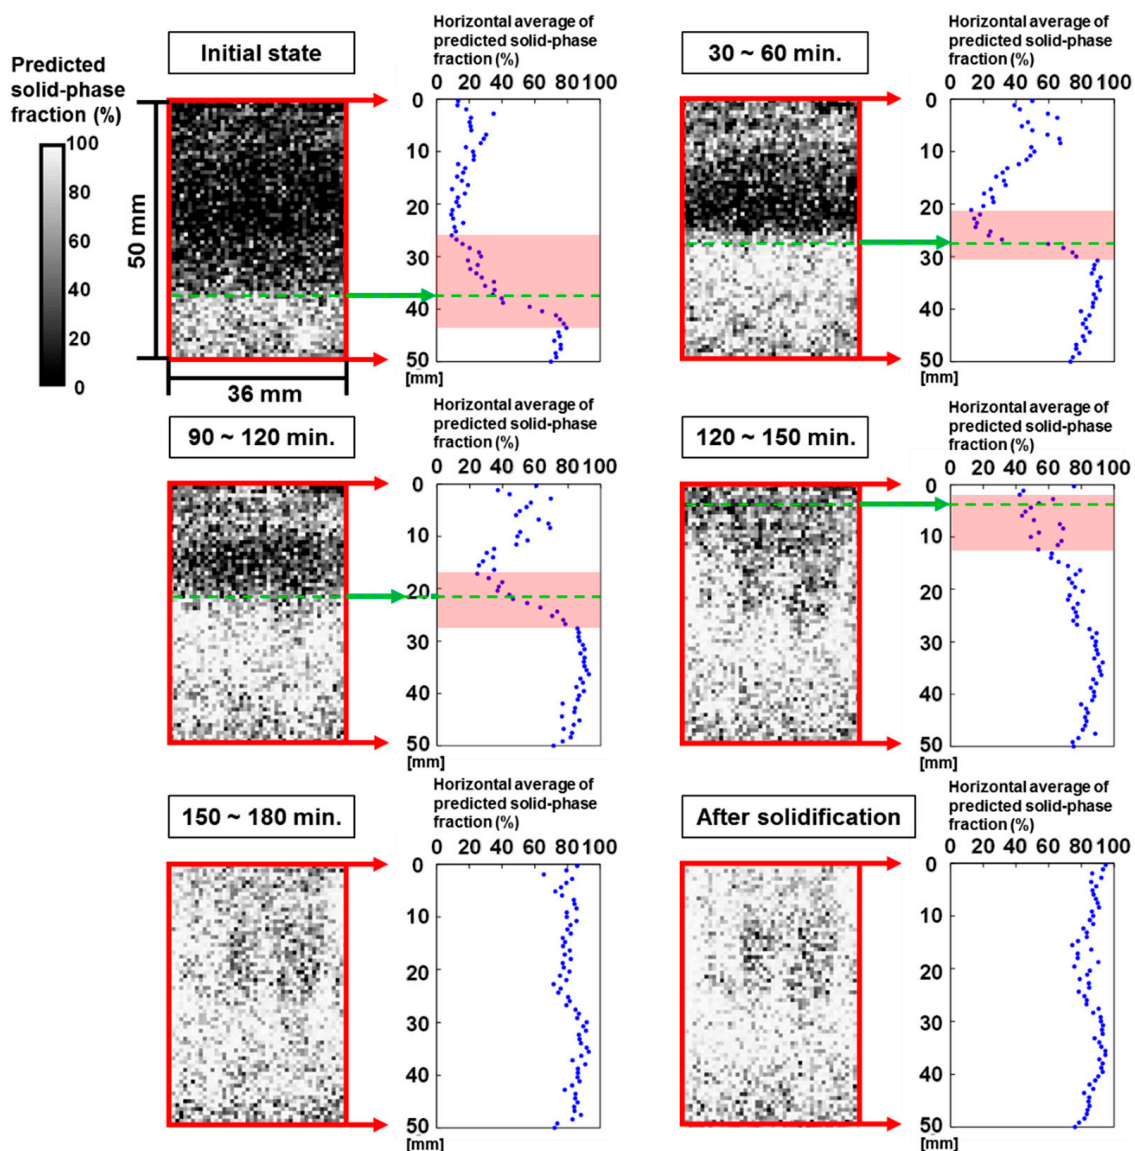 Predicted
solid-phase
fraction (%)
100
80
60
40
20
0
Initial state
50 mm
36 mm
Horizontal average of
predicted solid-phase
fraction (%)
0 20 40 60 80 100
0
10
20
30
40
50
[mm]
30 ~ 60 min.
Horizontal average of
predicted solid-phase
fraction (%)
0 20 40 60 80 100
0
10
20
30
40
50
[mm]
90 ~ 120 min.
Horizontal average of
predicted solid-phase
fraction (%)
0 20 40 60 80 100
0
10
20
30
40
50
[mm]
120 ~ 150 min.
Horizontal average of
predicted solid-phase
fraction (%)
0 20 40 60 80 100
0
10
20
30
40
50
[mm]
150 ~ 180 min.
Horizontal average of
predicted solid-phase
fraction (%)
0 20 40 60 80 100
0
10
20
30
40
50
[mm]
After solidification
Horizontal average of
predicted solid-phase
fraction (%)
0 20 40 60 80 100
0
10
20
30
40
50
[mm]